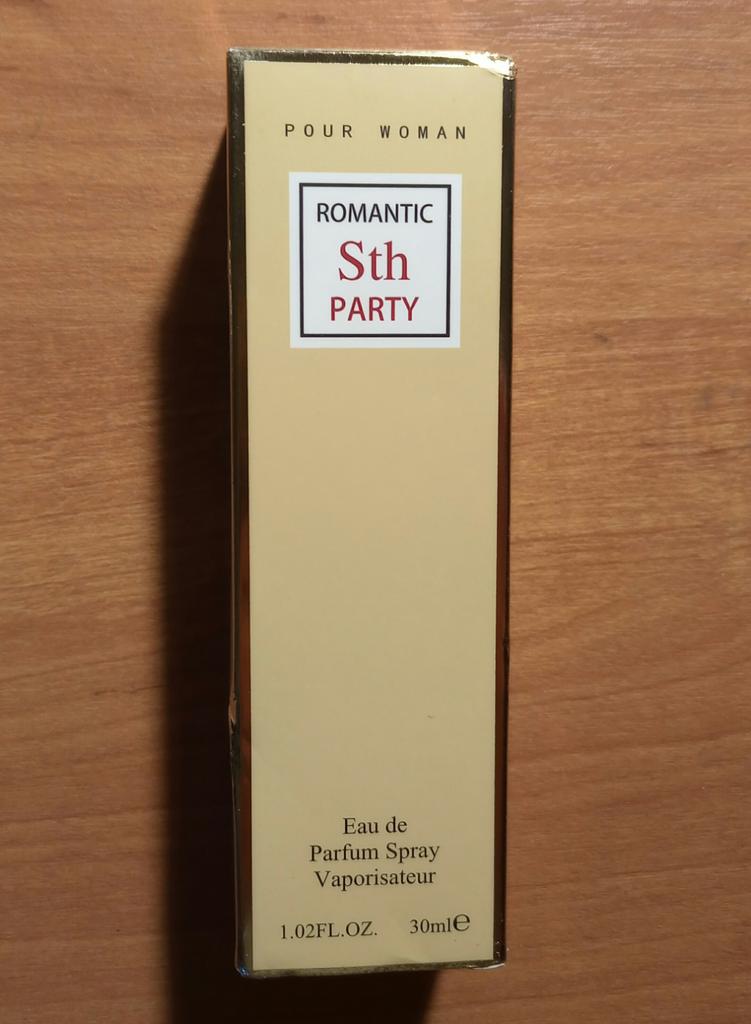 POUR WOMAN
ROMANTIC
Sth
PARTY
Eau de
Parfum Spray
Vaporisateur
1.02FL.OZ. 30ml℮